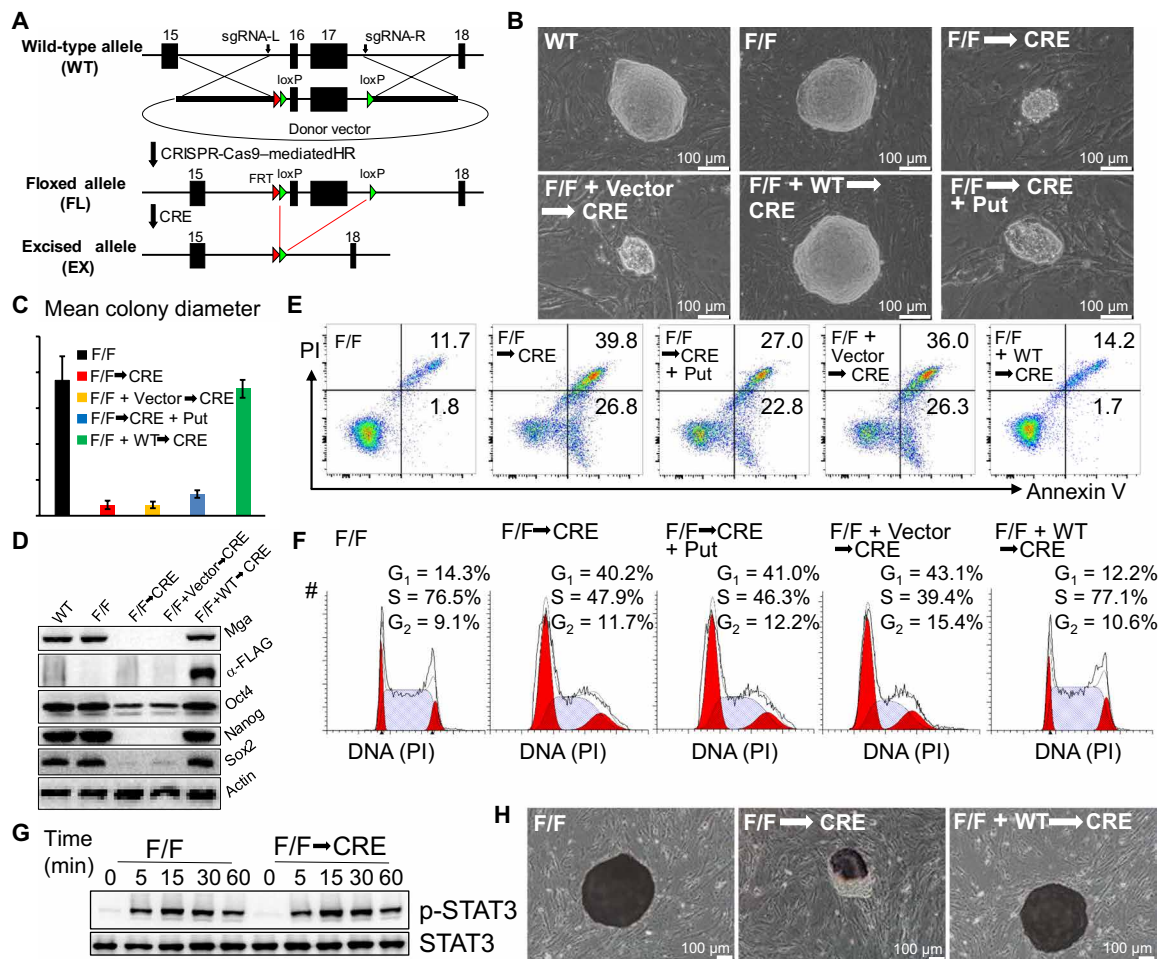 A
15 sgRNA-L 16 17 sgRNA-R 18
Wild-type allele
(WT)
loxP loxP
Donor vector
CRISPR-Cas9–mediatedHR
Floxed allele
(FL)
15 FRT loxP loxP 18
CRE
Excised allele
(EX)
15 18
B
WT
100 µm
F/F
100 µm
F/F ➞ CRE
100 µm
F/F + Vector
➞ CRE
100 µm
F/F + WT ➞
CRE
100 µm
F/F ➞ CRE
+ Put
100 µm
C Mean colony diameter
F/F
F/F➞CRE
F/F + Vector➞CRE
F/F➞CRE + Put
F/F + WT➞CRE
D
WT
F/F
F/F➞CRE
F/F+Vector➞CRE
F/F+WT➞CRE
Mga
α-FLAG
Oct4
Nanog
Sox2
Actin
E
PI
F/F
11.7
1.8
F/F
➞CRE
39.8
26.8
F/F
➞CRE
+ Put
27.0
22.8
F/F +
Vector
➞CRE
36.0
26.3
F/F
+ WT
➞CRE
14.2
1.7
Annexin V
F
#
F/F
G1 = 14.3%
S = 76.5%
G2 = 9.1%
DNA (PI)
F/F➞CRE
G1 = 40.2%
S = 47.9%
G2 = 11.7%
DNA (PI)
F/F➞CRE
+ Put
G1 = 41.0%
S = 46.3%
G2 = 12.2%
DNA (PI)
F/F + Vector
➞CRE
G1 = 43.1%
S = 39.4%
G2 = 15.4%
DNA (PI)
F/F + WT
➞CRE
G1 = 12.2%
S = 77.1%
G2 = 10.6%
DNA (PI)
G
Time
(min)
F/F F/F➞CRE
0 5 15 30 60 0 5 15 30 60
p-STAT3
STAT3
H
F/F
100 µm
F/F ➞ CRE
100 µm
F/F + WT ➞ CRE
100 µm